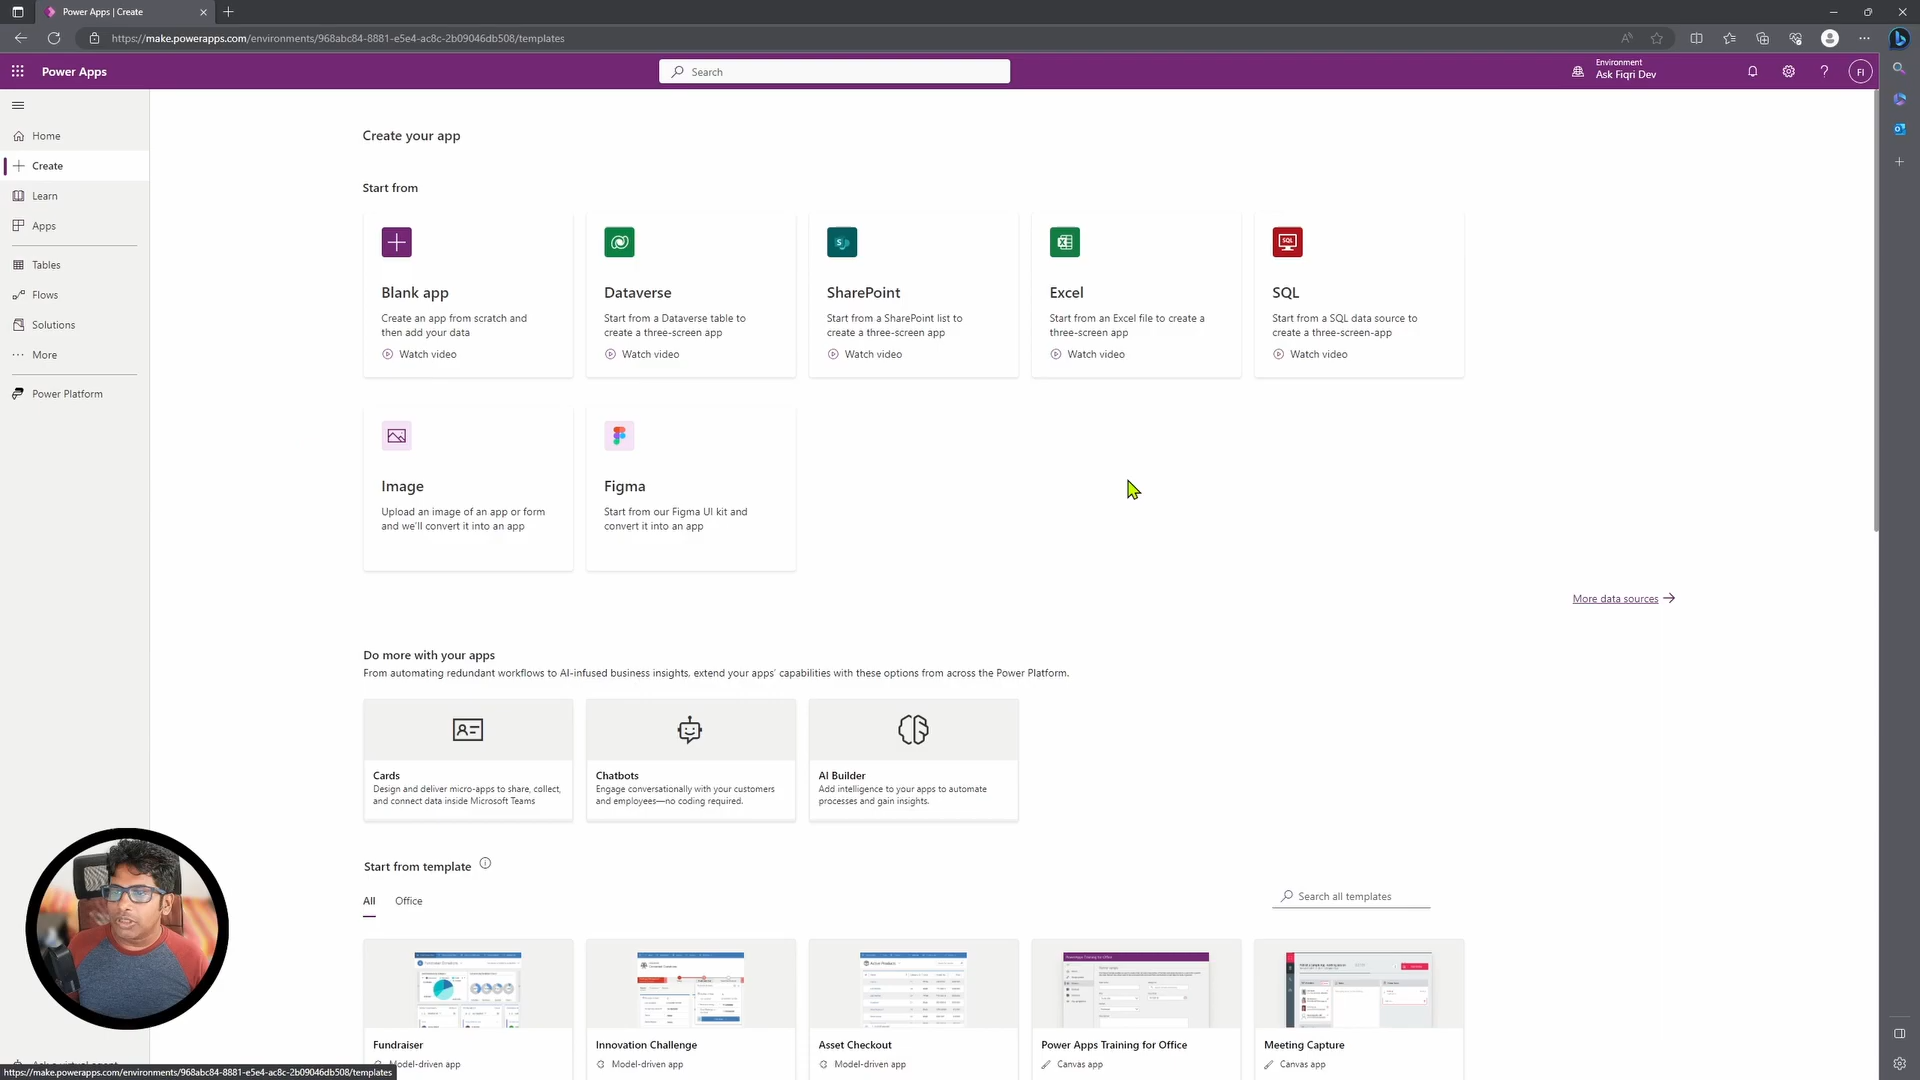 Power Apps | Create
https://make.powerapps.com/environments/968abc84-8881-e5e4-ac8c-2b09046db508/templates
Power Apps
Search
Environment
Ask Fiqri Dev
FI
Home
Create
Learn
Apps
Tables
Flows
Solutions
More
Power Platform
Create your app
Start from
Blank app
Create an app from scratch and
then add your data
Watch video
Dataverse
Start from a Dataverse table to
create a three-screen app
Watch video
SharePoint
Start from a SharePoint list to
create a three-screen app
Watch video
Excel
Start from an Excel file to create a
three-screen app
Watch video
SQL
Start from a SQL data source to
create a three-screen-app
Watch video
Image
Upload an image of an app or form
and we'll convert it into an app
Figma
Start from our Figma UI kit and
convert it into an app
More data sources
Do more with your apps
From automating redundant workflows to AI-infused business insights, extend your apps' capabilities with these options from across the Power Platform.
Cards
Design and deliver micro-apps to share, collect,
and connect data inside Microsoft Teams
Chatbots
Engage conversationally with your customers
and employees—no coding required.
AI Builder
Add intelligence to your apps to automate
processes and gain insights.
Start from template
All
Office
Search all templates
Fundraiser
Model-driven app
Innovation Challenge
Model-driven app
Asset Checkout
Model-driven app
Power Apps Training for Office
Canvas app
Meeting Capture
Canvas app
https://make.powerapps.com/environments/968abc84-8881-e5e4-ac8c-2b09046db508/templates